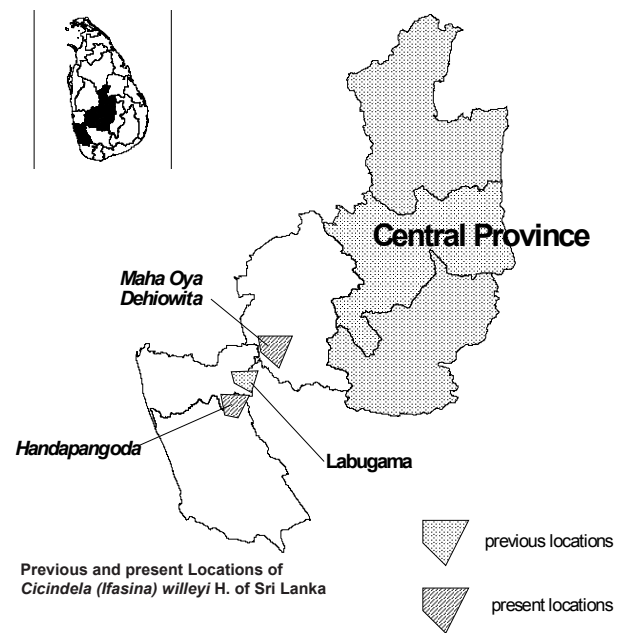 Central Province
Maha Oya
Dehiowita
Handapangoda
Labugama
previous locations
present locations
Previous and present Locations of
Cicindela (Ifasina) willeyi H. of Sri Lanka